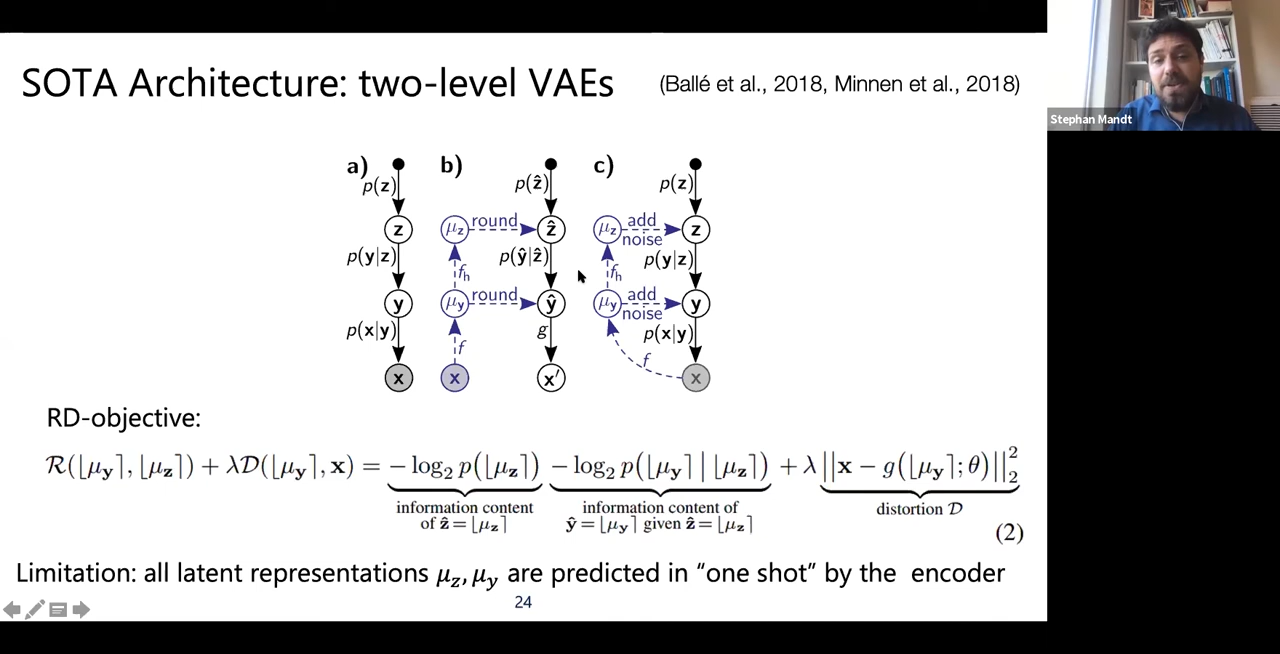 SOTA Architecture: two-level VAEs (Ballé et al., 2018, Minnen et al., 2018)
Stephan Mandt
a) b) c)
p(z) p(ẑ) p(z)
z μz round ẑ μz add noise z
p(y|z) fh p(ŷ|ẑ) fh p(y|z)
y μy round ŷ μy add noise y
p(x|y) f g f p(x|y)
x x x′ x
RD-objective:
R(⌊μy⌉, ⌊μz⌉) + λD(⌊μy⌉, x) = −log₂ p(⌊μz⌉) −log₂ p(⌊μy⌉ | ⌊μz⌉) + λ ||x − g(⌊μy⌉; θ)||₂²
information content of ẑ = ⌊μz⌉
information content of ŷ = ⌊μy⌉ given ẑ = ⌊μz⌉
distortion D
(2)
Limitation: all latent representations μz, μy are predicted in “one shot” by the encoder
24